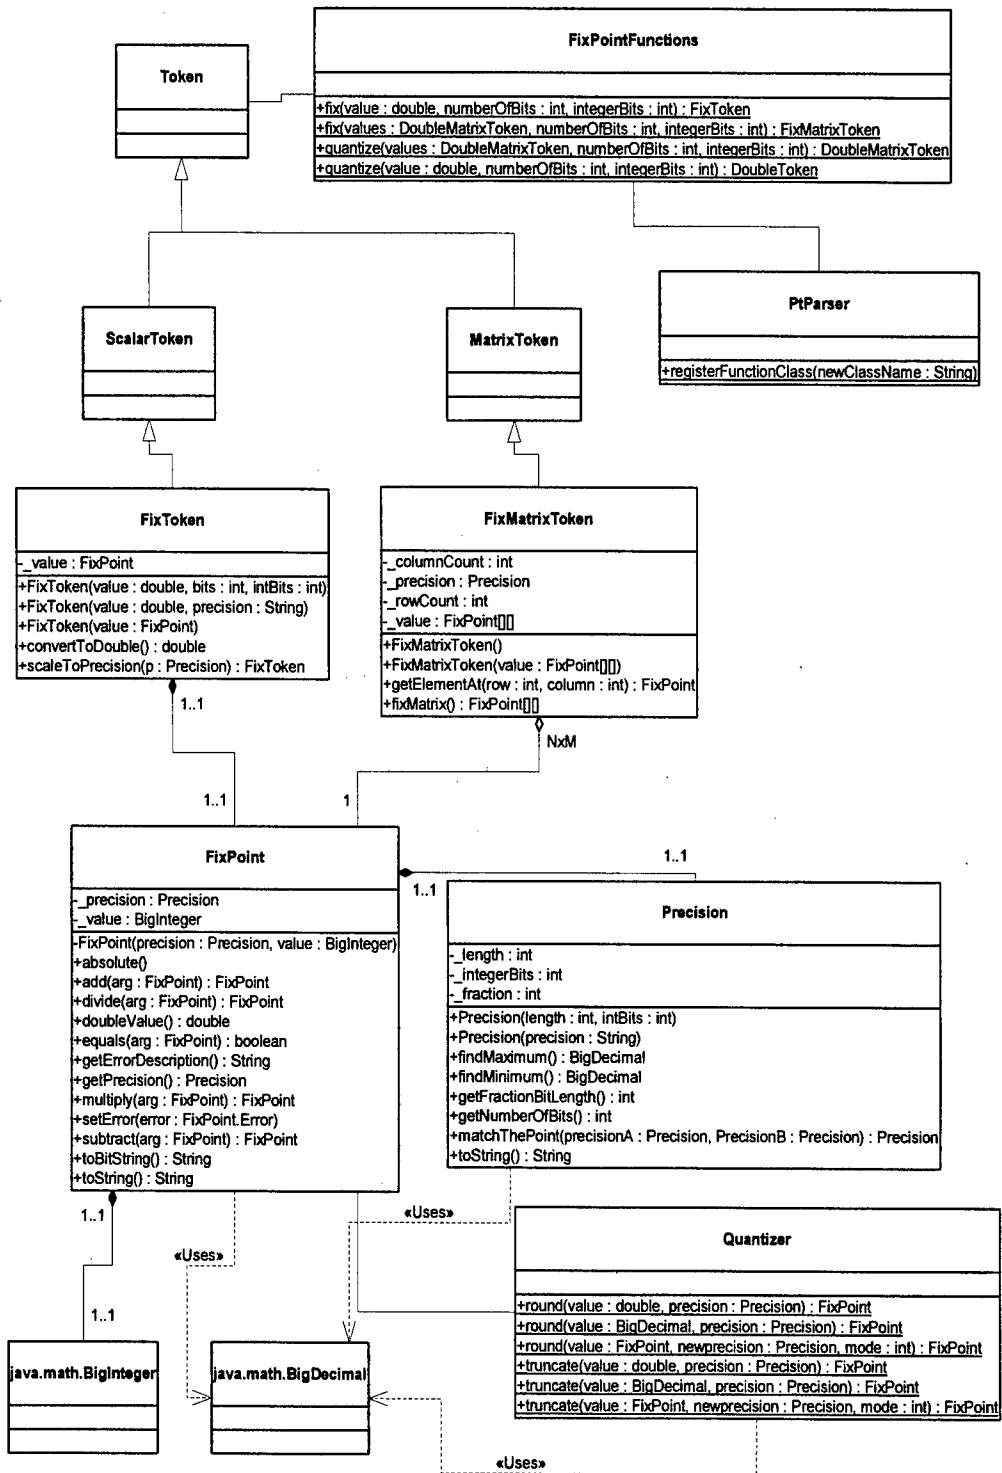 Token
FixPointFunctions
+fix(value : double, numberOfBits : int, integerBits : int) : FixToken
+fix(values : DoubleMatrixToken, numberOfBits : int, integerBits : int) : FixMatrixToken
+quantize(values : DoubleMatrixToken, numberOfBits : int, integerBits : int) : DoubleMatrixToken
+quantize(value : double, numberOfBits : int, integerBits : int) : DoubleToken
PtParser
+registerFunctionClass(newClassName : String)
ScalarToken
MatrixToken
FixToken
-_value : FixPoint
+FixToken(value : double, bits : int, intBits : int)
+FixToken(value : double, precision : String)
+FixToken(value : FixPoint)
+convertToDouble() : double
+scaleToPrecision(p : Precision) : FixToken
FixMatrixToken
-_columnCount : int
-_precision : Precision
-_rowCount : int
-_value : FixPoint[][]
+FixMatrixToken()
+FixMatrixToken(value : FixPoint[][])
+getElementAt(row : int, column : int) : FixPoint
+fixMatrix() : FixPoint[][]
1..1
NxM
1..1
1
FixPoint
-_precision : Precision
-_value : BigInteger
-FixPoint(precision : Precision, value : BigInteger)
+absolute()
+add(arg : FixPoint) : FixPoint
+divide(arg : FixPoint) : FixPoint
+doubleValue() : double
+equals(arg : FixPoint) : boolean
+getErrorDescription() : String
+getPrecision() : Precision
+multiply(arg : FixPoint) : FixPoint
+setError(error : FixPoint.Error)
+subtract(arg : FixPoint) : FixPoint
+toBitString() : String
+toString() : String
1..1
1..1
Precision
-_length : int
-_integerBits : int
-_fraction : int
+Precision(length : int, intBits : int)
+Precision(precision : String)
+findMaximum() : BigDecimal
+findMinimum() : BigDecimal
+getFractionBitLength() : int
+getNumberOfBits() : int
+matchThePoint(precisionA : Precision, PrecisionB : Precision) : Precision
+toString() : String
1..1
«Uses»
«Uses»
1..1
Quantizer
+round(value : double, precision : Precision) : FixPoint
+round(value : BigDecimal, precision : Precision) : FixPoint
+round(value : FixPoint, newprecision : Precision, mode : int) : FixPoint
+truncate(value : double, precision : Precision) : FixPoint
+truncate(value : BigDecimal, precision : Precision) : FixPoint
+truncate(value : FixPoint, newprecision : Precision, mode : int) : FixPoint
java.math.BigInteger
java.math.BigDecimal
«Uses»